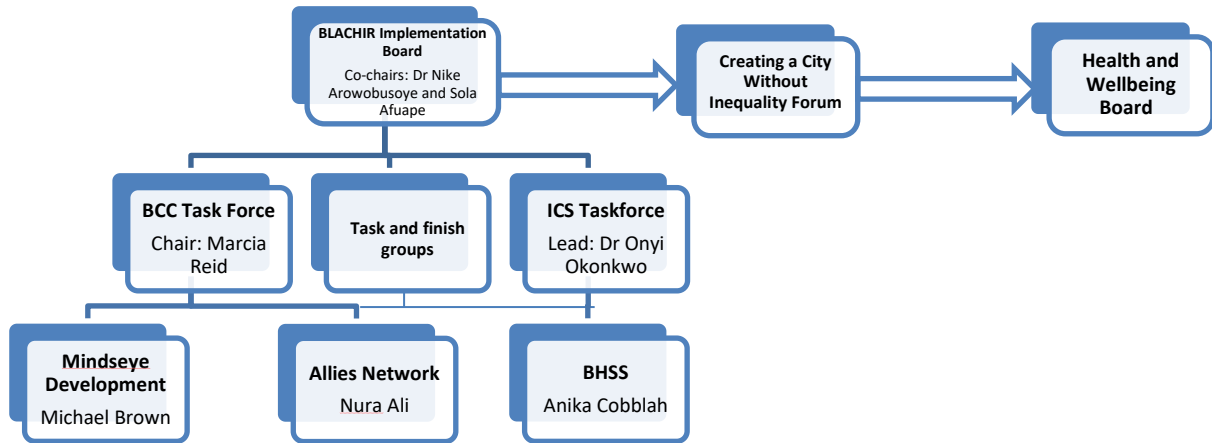 BLACHIR Implementation
Board
Co-chairs: Dr Nike
Arowobusoye and Sola
Afuape
Creating a City
Without
Inequality Forum
Health and
Wellbeing
Board
BCC Task Force
Chair: Marcia
Reid
Task and finish
groups
ICS Taskforce
Lead: Dr Onyi
Okonkwo
Mindseye
Development
Michael Brown
Allies Network
Nura Ali
BHSS
Anika Cobblah